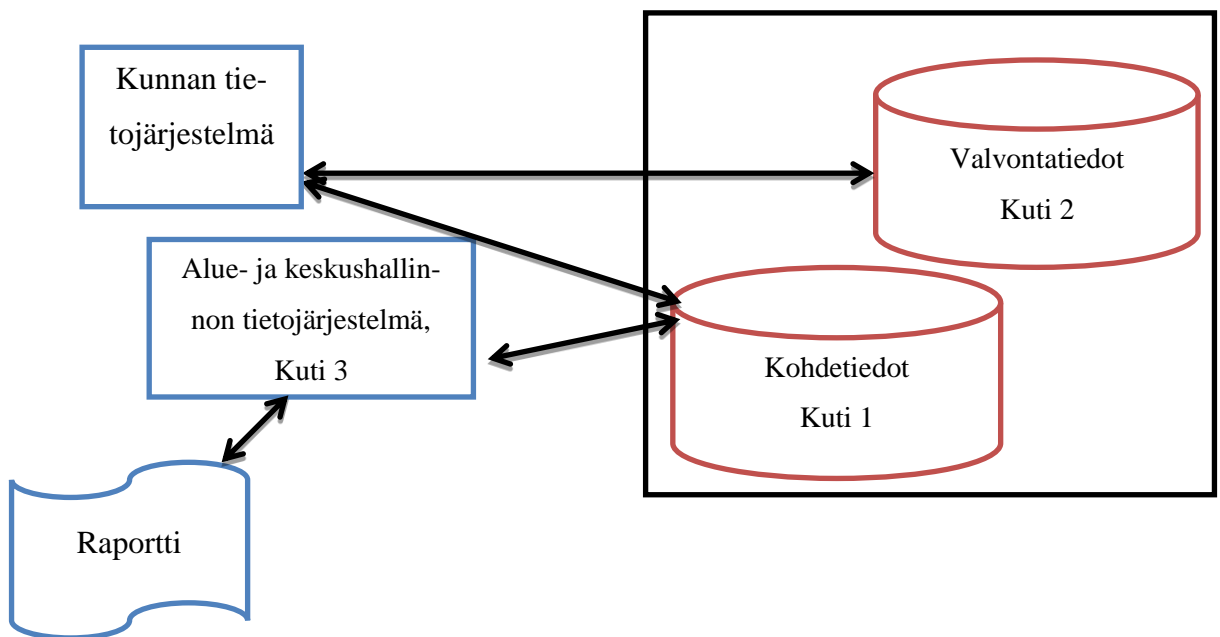 Kunnan tie-
tojärjestelmä
Valvontatiedot
Kuti 2
Alue- ja keskushallin-
non tietojärjestelmä,
Kuti 3
Kohdetiedot
Kuti 1
Raportti